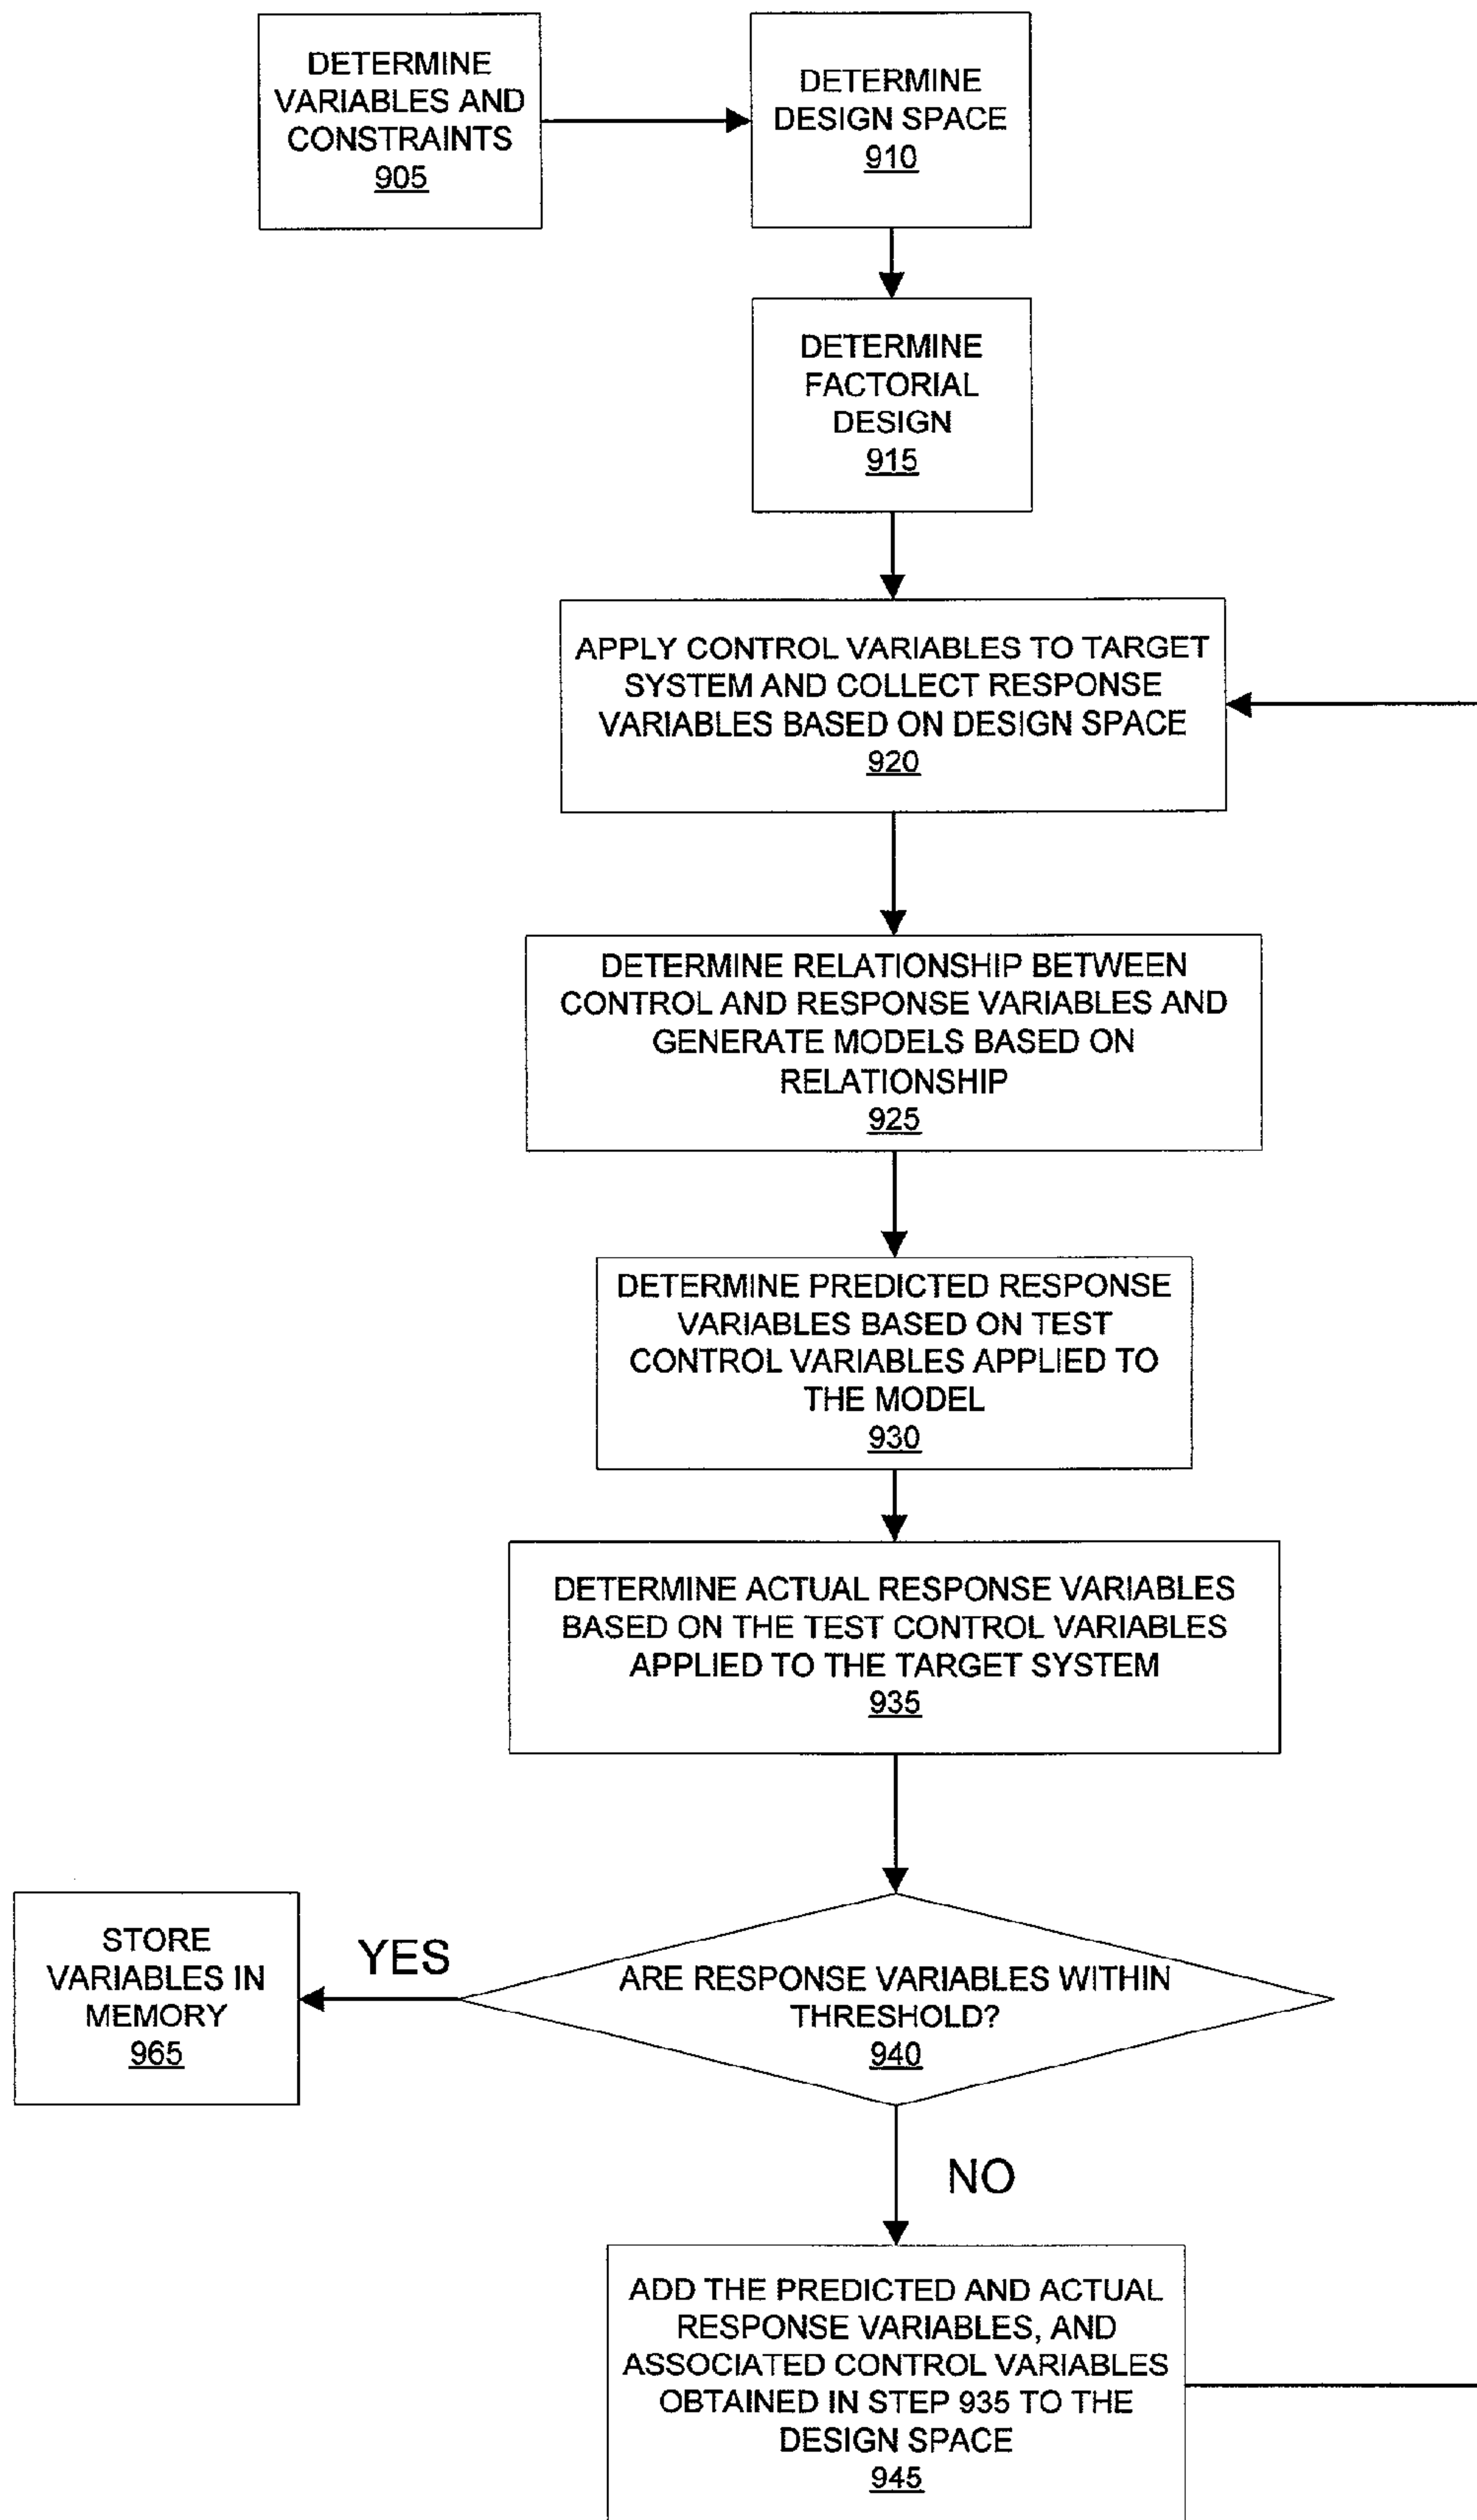 DETERMINE
VARIABLES AND
CONSTRAINTS
905
DETERMINE
DESIGN SPACE
910
DETERMINE
FACTORIAL
DESIGN
915
APPLY CONTROL VARIABLES TO TARGET
SYSTEM AND COLLECT RESPONSE
VARIABLES BASED ON DESIGN SPACE
920
DETERMINE RELATIONSHIP BETWEEN
CONTROL AND RESPONSE VARIABLES AND
GENERATE MODELS BASED ON
RELATIONSHIP
925
DETERMINE PREDICTED RESPONSE
VARIABLES BASED ON TEST
CONTROL VARIABLES APPLIED TO
THE MODEL
930
DETERMINE ACTUAL RESPONSE VARIABLES
BASED ON THE TEST CONTROL VARIABLES
APPLIED TO THE TARGET SYSTEM
935
STORE
VARIABLES IN
MEMORY
965
YES
ARE RESPONSE VARIABLES WITHIN
THRESHOLD?
940
NO
ADD THE PREDICTED AND ACTUAL
RESPONSE VARIABLES, AND
ASSOCIATED CONTROL VARIABLES
OBTAINED IN STEP 935 TO THE
DESIGN SPACE
945